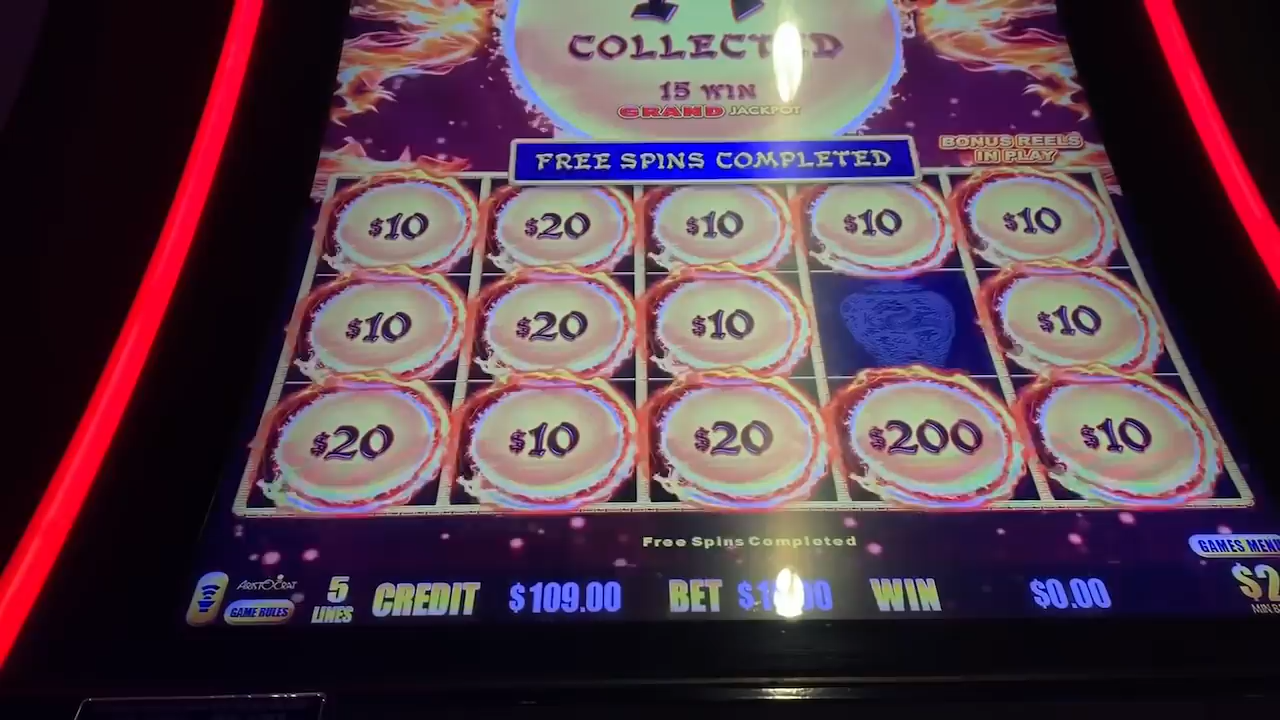 COLLECTED
15 WIN
GRAND JACKPOT
FREE SPINS COMPLETED
BONUS REELS
IN PLAY
$10 $20 $10 $10 $10
$10 $20 $10 $10
$20 $10 $20 $200 $10
Free Spins Completed
GAMES MENU
ARISTOCRAT
GAME RULES
5
LINES
CREDIT $109.00 BET WIN $0.00